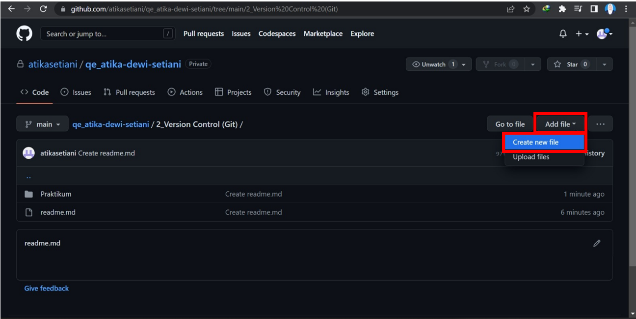 github.com/atikasetiani/qe_atika-dewi-setiani/tree/main/2_Version%20Control%20(Git)
Search or jump to... / Pull requests Issues Codespaces Marketplace Explore
atikasetiani / qe_atika-dewi-setiani Private Unwatch 1 Fork 0 Star 0
Code Issues Pull requests Actions Projects Security Insights Settings
main qe_atika-dewi-setiani / 2_Version Control (Git) / Go to file Add file
Create new file
Upload files
atikasetiani Create readme.md history
..
Praktikum Create readme.md 1 minute ago
readme.md Create readme.md 6 minutes ago
readme.md
Give feedback